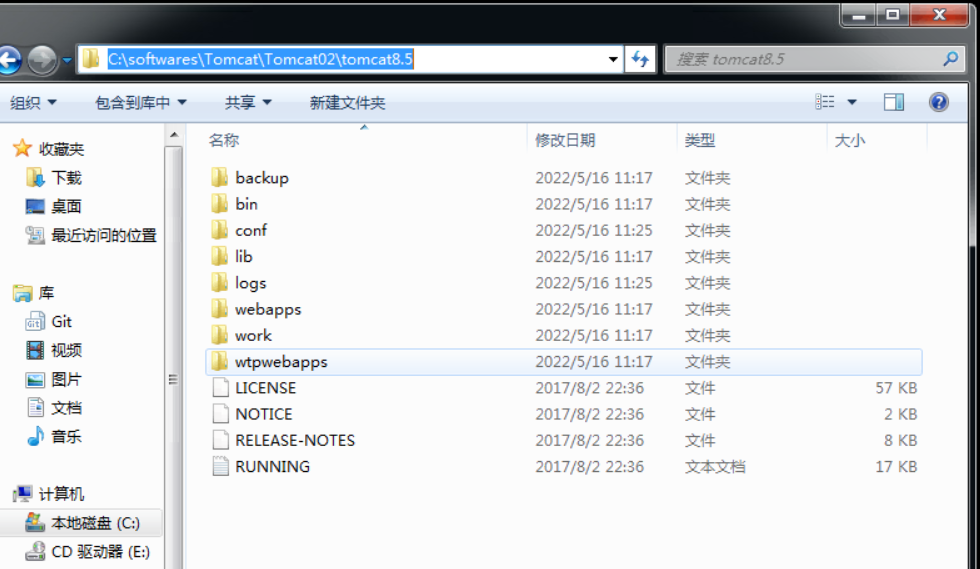 C:\softwares\Tomcat\Tomcat02\tomcat8.5
搜索 tomcat8.5
组织 包含到库中 共享 新建文件夹
名称 修改日期 类型 大小
收藏夹
下载
桌面
最近访问的位置
库
Git
视频
图片
文档
音乐
计算机
本地磁盘 (C:)
CD 驱动器 (E:)
backup 2022/5/16 11:17 文件夹
bin 2022/5/16 11:17 文件夹
conf 2022/5/16 11:25 文件夹
lib 2022/5/16 11:17 文件夹
logs 2022/5/16 11:25 文件夹
webapps 2022/5/16 11:17 文件夹
work 2022/5/16 11:17 文件夹
wtpwebapps 2022/5/16 11:17 文件夹
LICENSE 2017/8/2 22:36 文件 57 KB
NOTICE 2017/8/2 22:36 文件 2 KB
RELEASE-NOTES 2017/8/2 22:36 文件 8 KB
RUNNING 2017/8/2 22:36 文本文档 17 KB